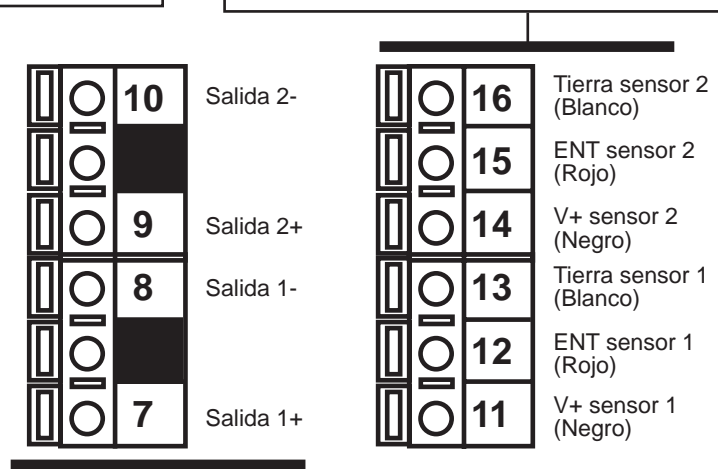 10 Salida 2-
9 Salida 2+
8 Salida 1-
7 Salida 1+
16 Tierra sensor 2
(Blanco)
15 ENT sensor 2
(Rojo)
14 V+ sensor 2
(Negro)
13 Tierra sensor 1
(Blanco)
12 ENT sensor 1
(Rojo)
11 V+ sensor 1
(Negro)